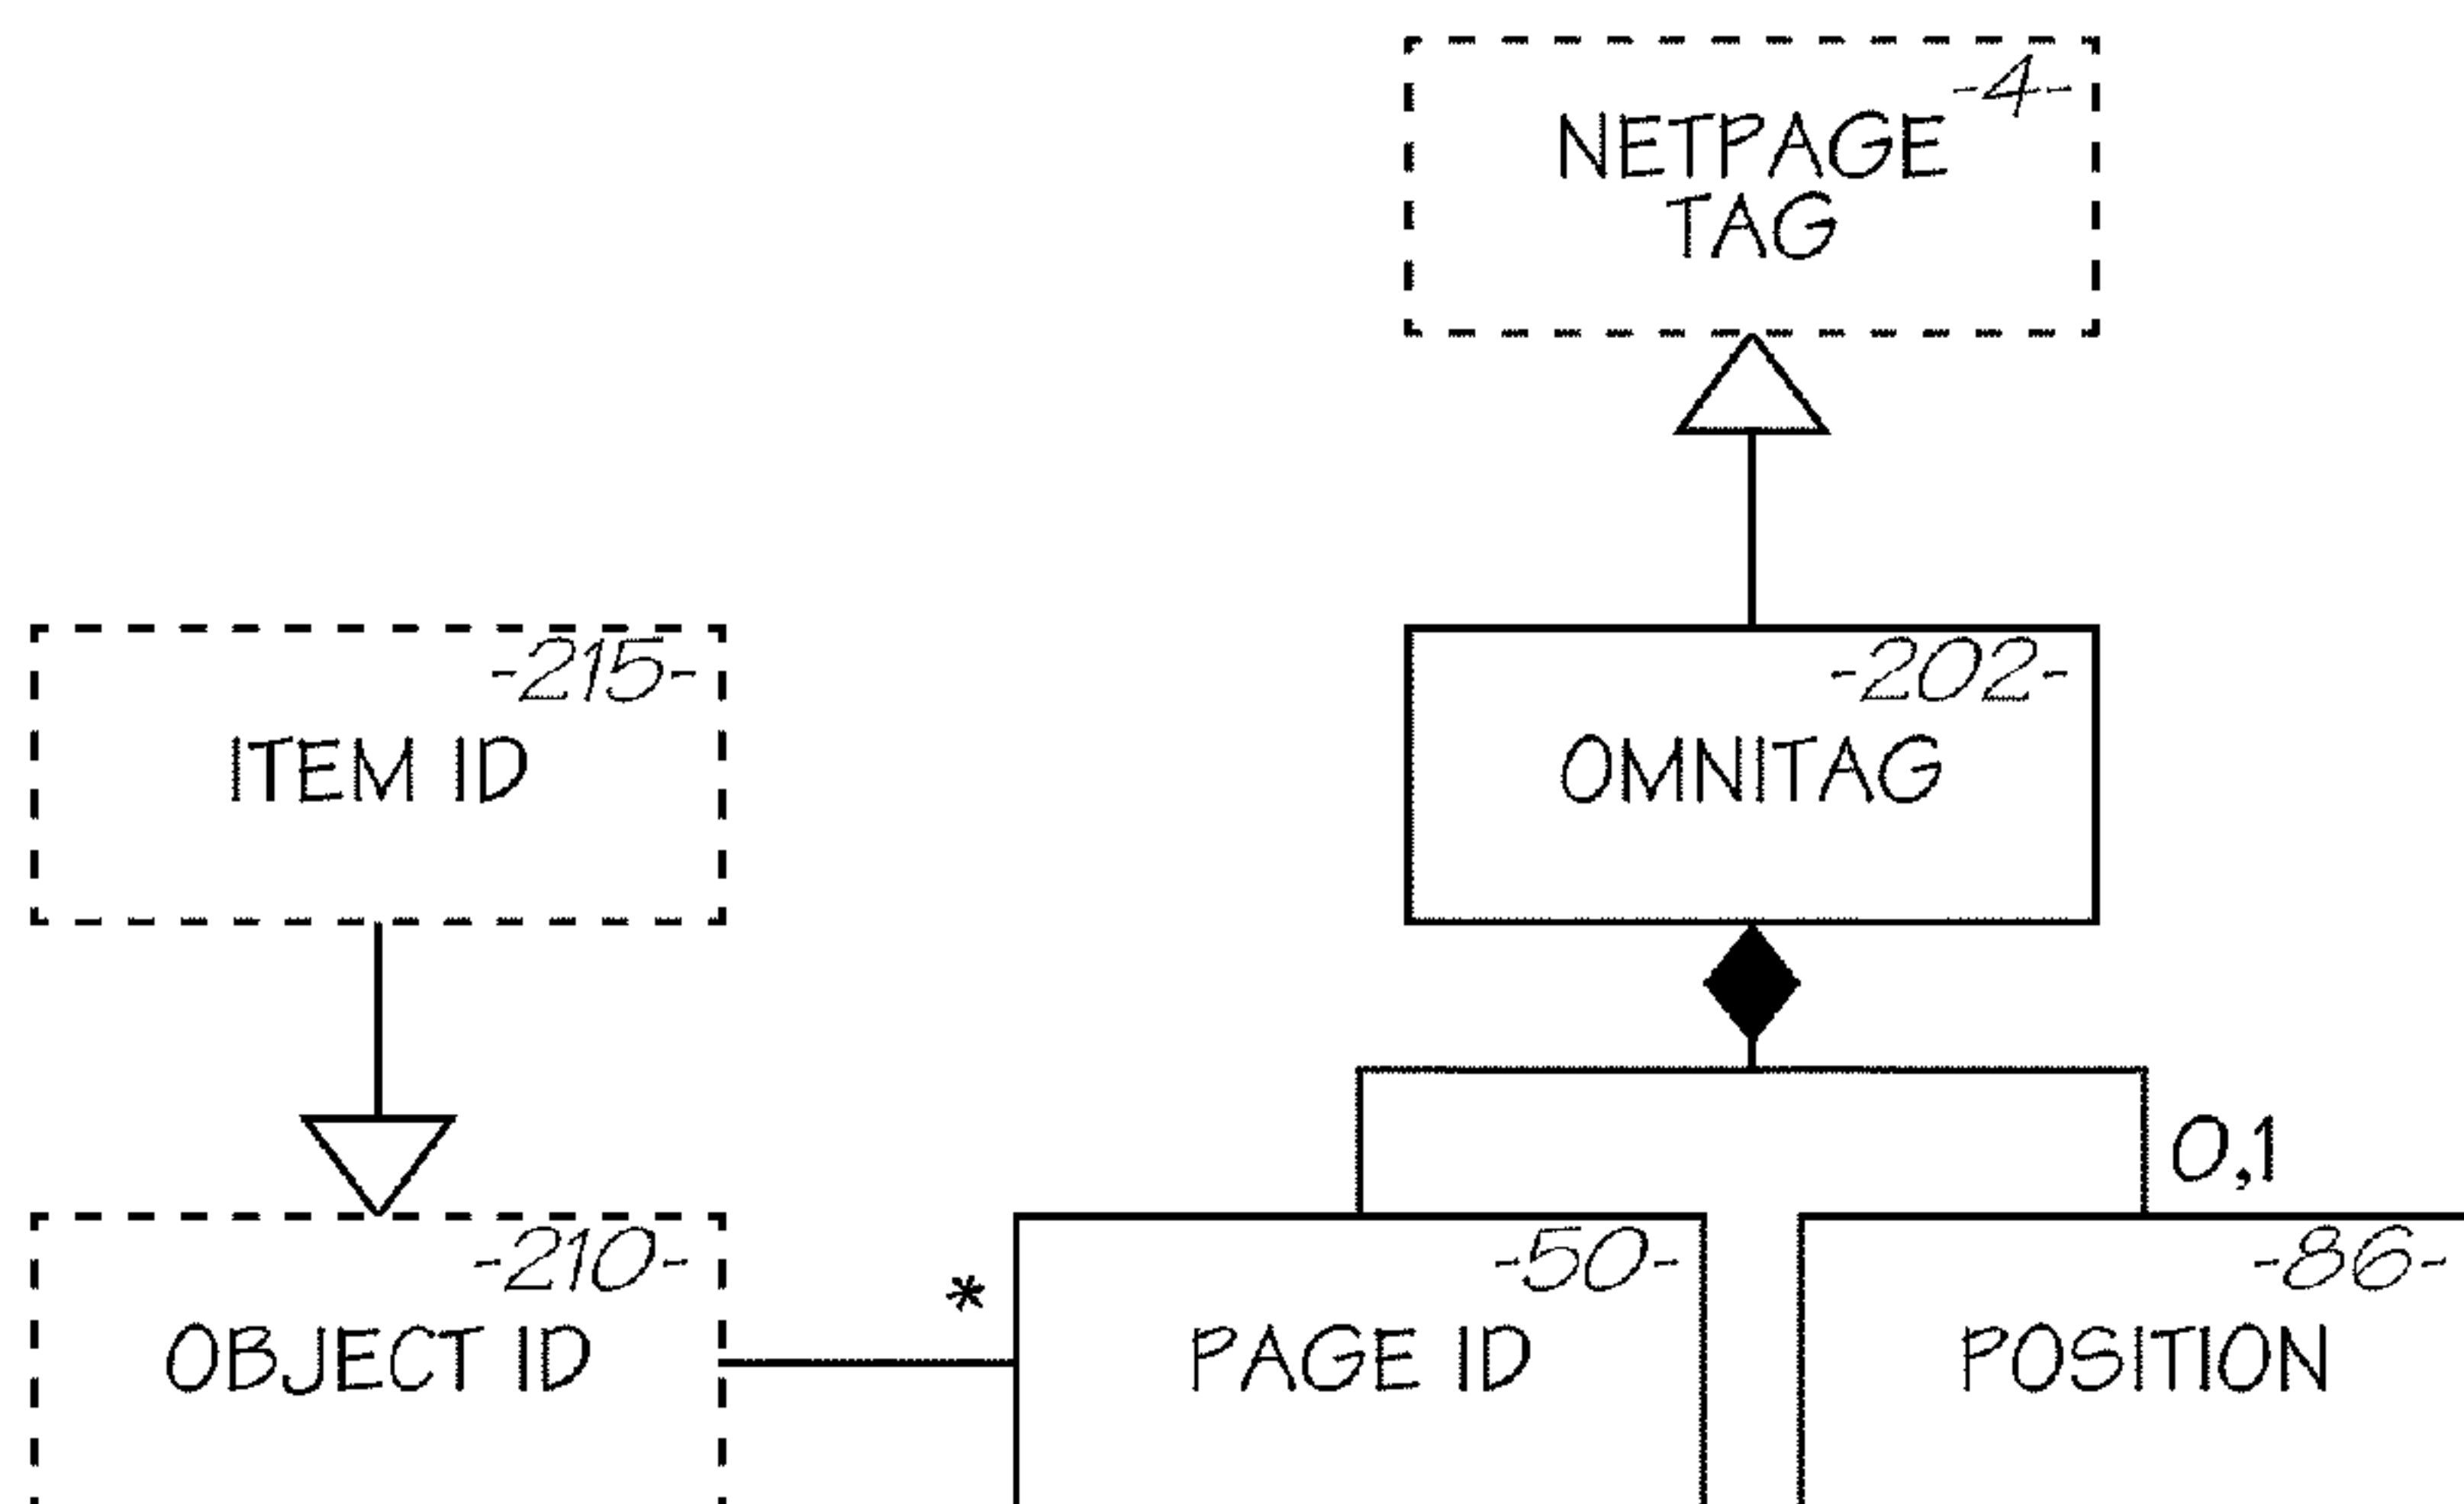 -4-
NETPAGE
TAG
-215-
ITEM ID
-202-
OMNITAG
0,1
-210-
OBJECT ID
*
-50-
PAGE ID
-86-
POSITION